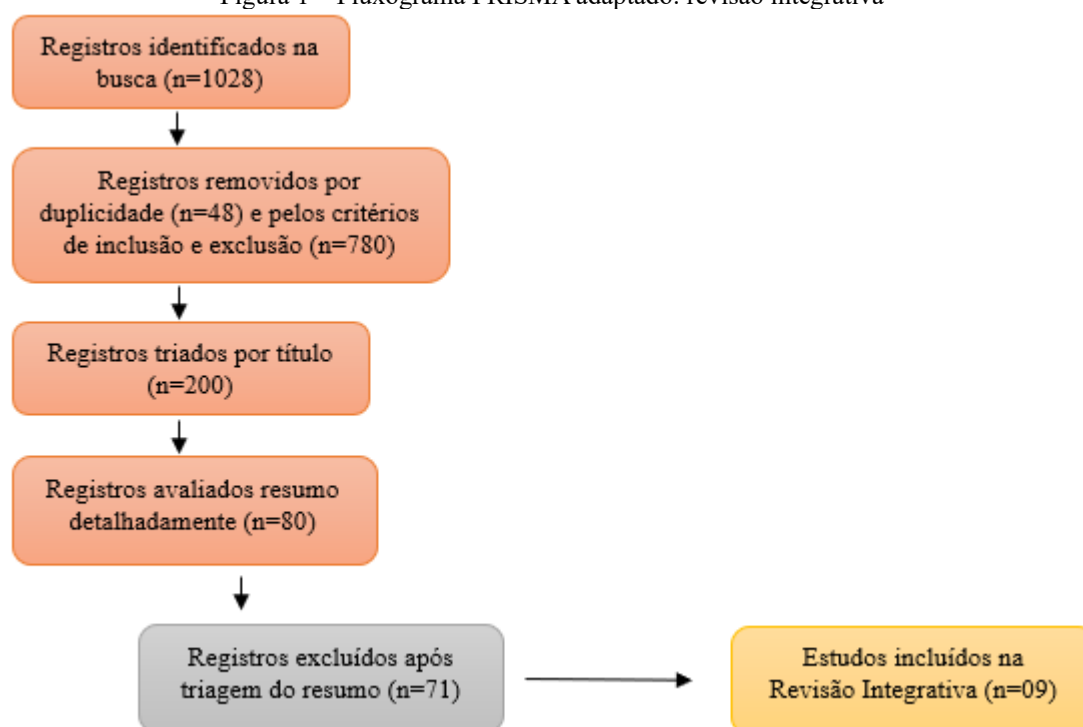 Figura 1 – Fluxograma PRISMA adaptado: revisão integrativa
Registros identificados na
busca (n=1028)
Registros removidos por
duplicidade (n=48) e pelos critérios
de inclusão e exclusão (n=780)
Registros triados por título
(n=200)
Registros avaliados resumo
detalhadamente (n=80)
Registros excluídos após
triagem do resumo (n=71)
Estudos incluídos na
Revisão Integrativa (n=09)